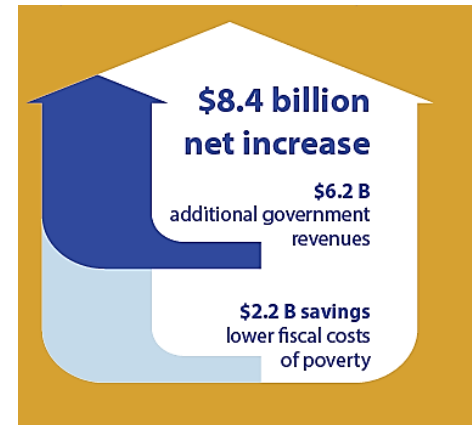 $8.4 billion
net increase
$6.2 B
additional government
revenues
$2.2 B savings
lower fiscal costs
of poverty